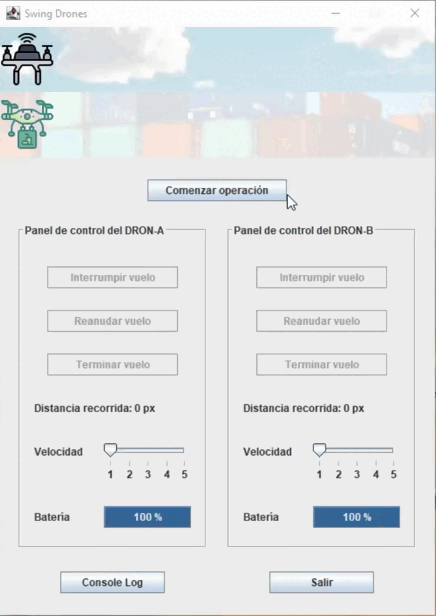 Swing Drones
Comenzar operación
Panel de control del DRON-A
Interrumpir vuelo
Reanudar vuelo
Terminar vuelo
Distancia recorrida: 0 px
Velocidad
1 2 3 4 5
Batería
100 %
Panel de control del DRON-B
Interrumpir vuelo
Reanudar vuelo
Terminar vuelo
Distancia recorrida: 0 px
Velocidad
1 2 3 4 5
Batería
100 %
Console Log
Salir